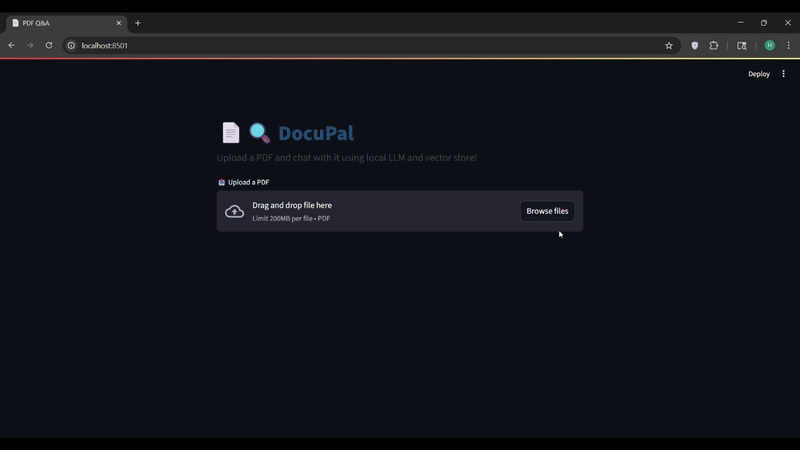 PDF Q&A
localhost:8501
H
Deploy
DocuPal
Upload a PDF and chat with it using local LLM and vector store!
Upload a PDF
Drag and drop file here
Limit 200MB per file • PDF
Browse files